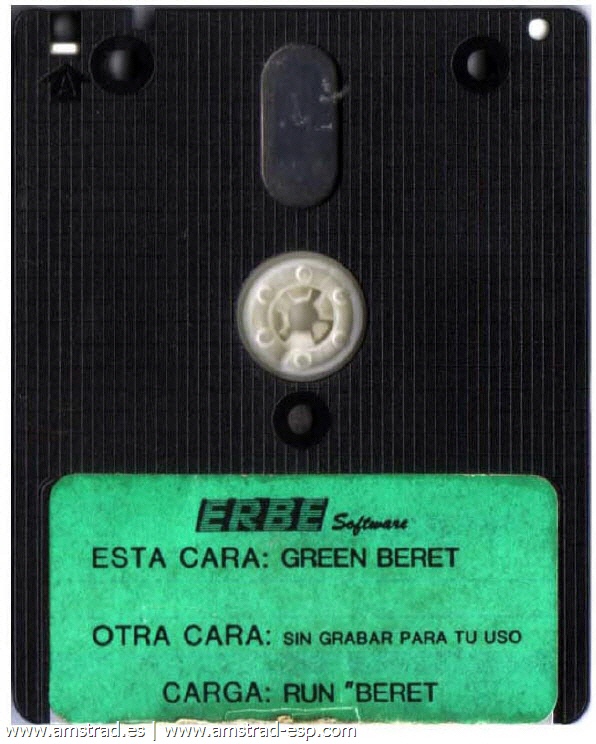 A
ERBE Software
ESTA CARA: GREEN BERET
OTRA CARA: SIN GRABAR PARA TU USO
CARGA: RUN "BERET
www.amstrad.es | www.amstrad-esp.com